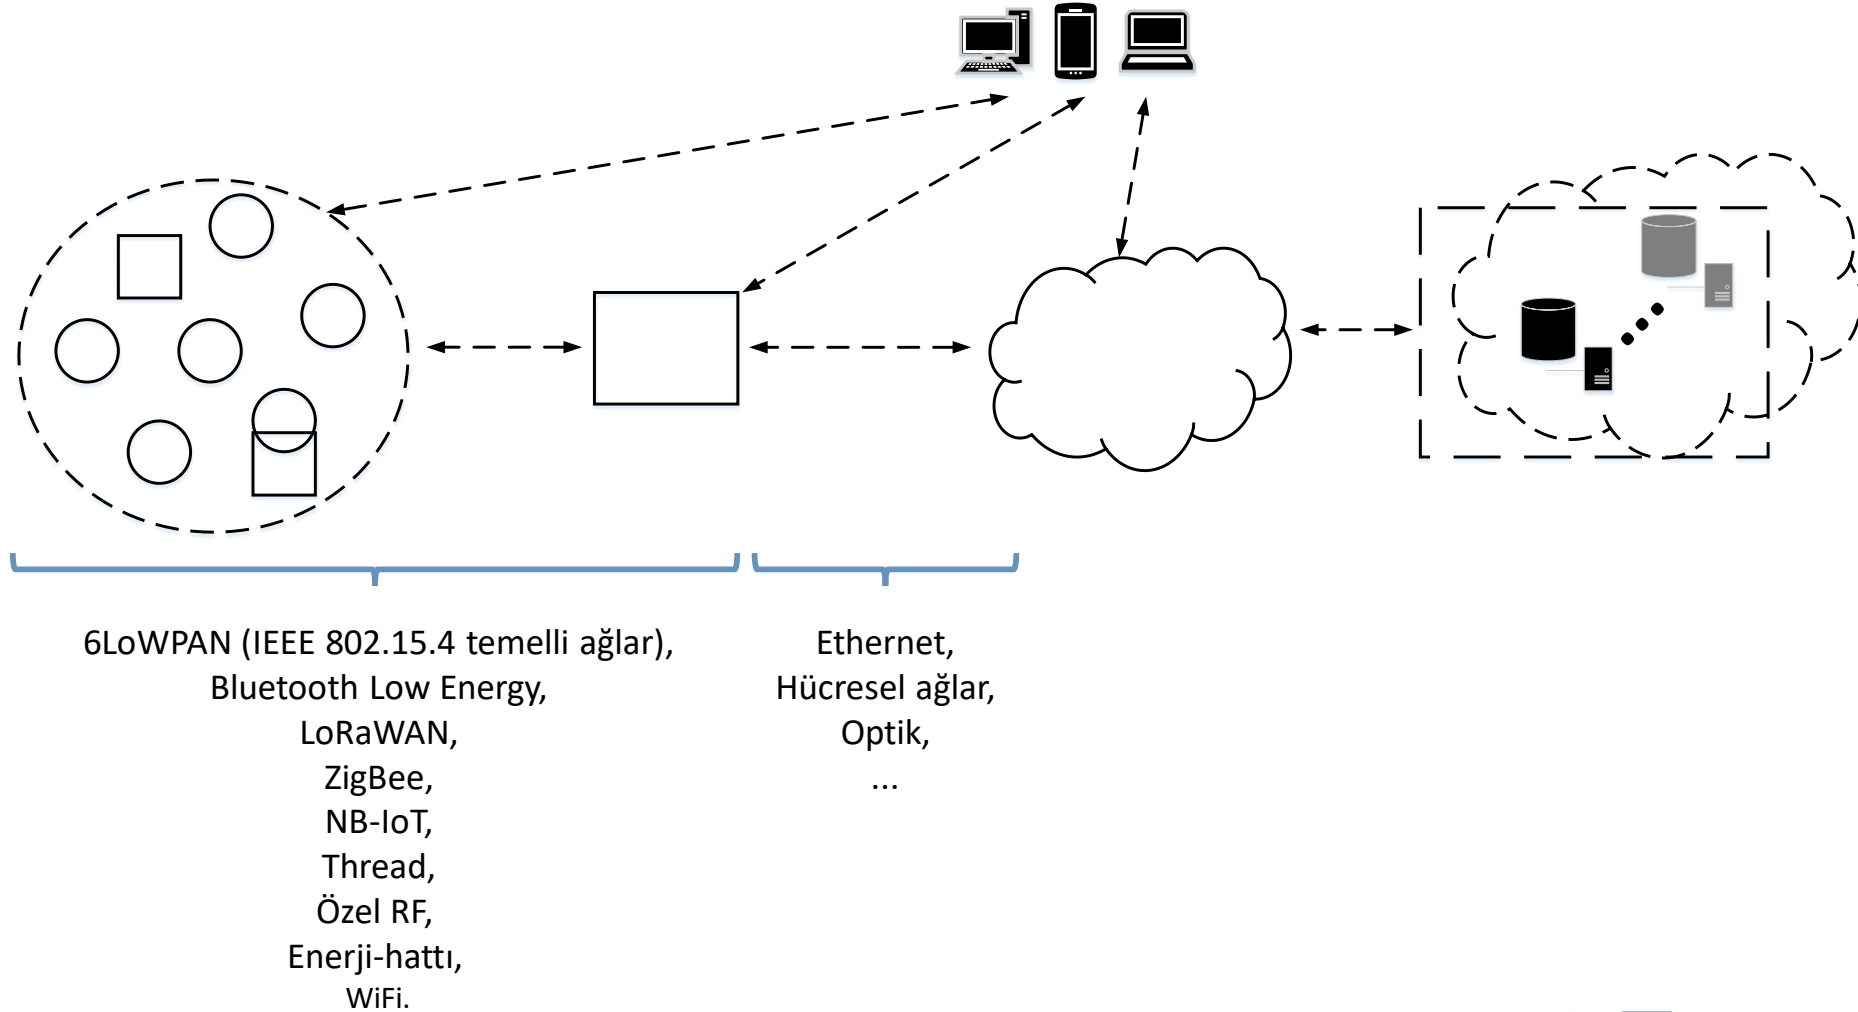 6LoWPAN (IEEE 802.15.4 temelli ağlar),
Bluetooth Low Energy,
LoRaWAN,
ZigBee,
NB-IoT,
Thread,
Özel RF,
Enerji-hattı,
WiFi.
Ethernet,
Hücresel ağlar,
Optik,
...